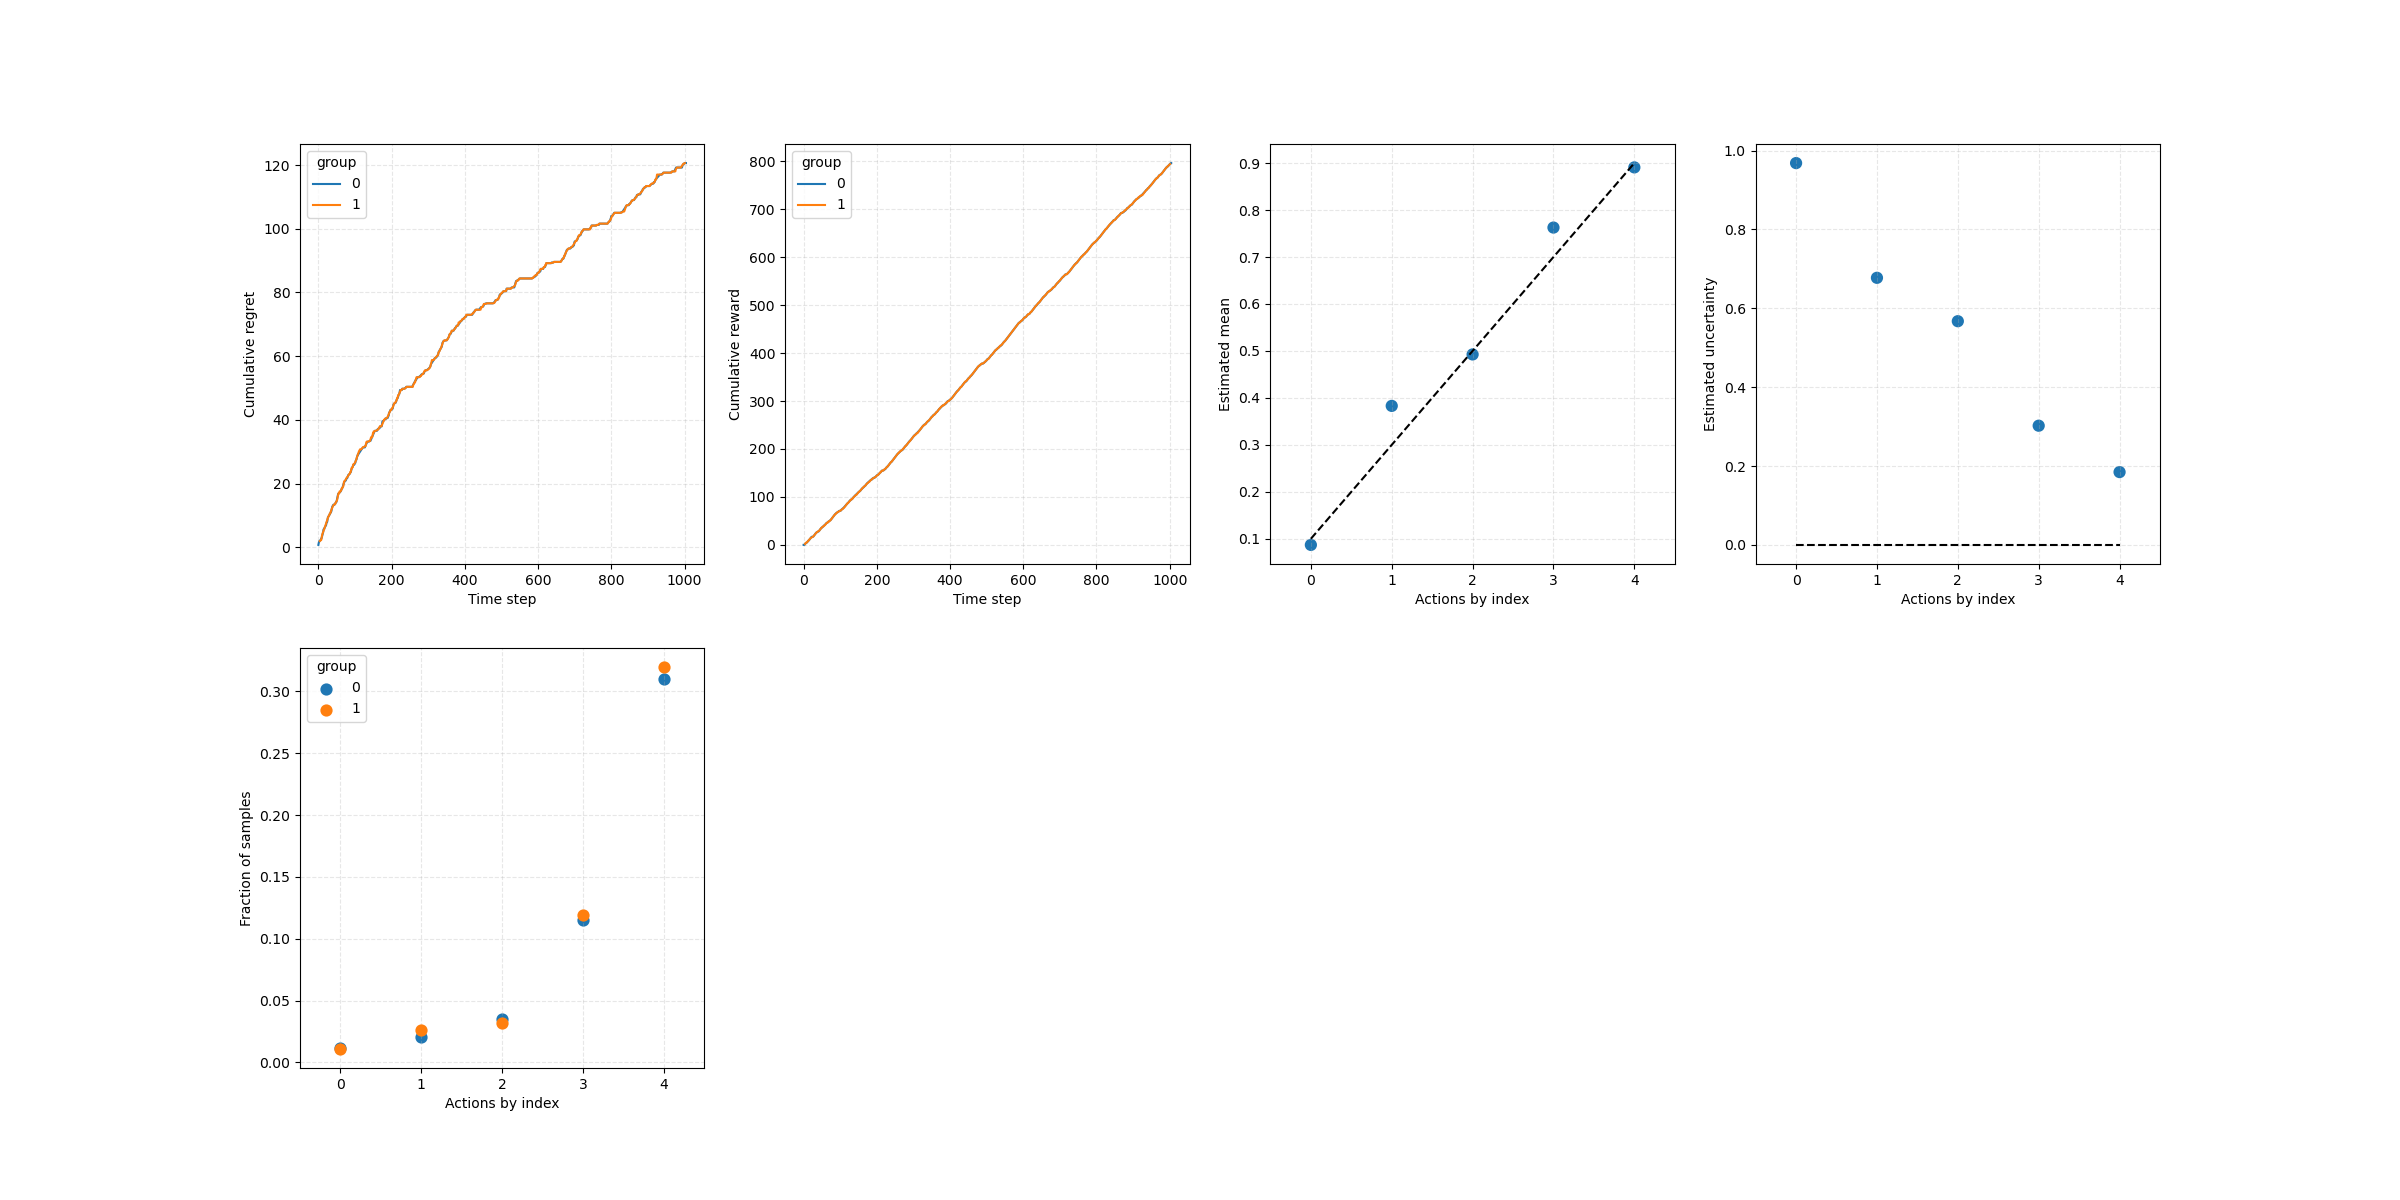 group
0
1
120
100
80
60
40
20
0
Cumulative regret
0 200 400 600 800 1000
Time step
group
0
1
800
700
600
500
400
300
200
100
0
Cumulative reward
0 200 400 600 800 1000
Time step
0.9
0.8
0.7
0.6
0.5
0.4
0.3
0.2
0.1
Estimated mean
0 1 2 3 4
Actions by index
1.0
0.8
0.6
0.4
0.2
0.0
Estimated uncertainty
0 1 2 3 4
Actions by index
group
0
1
0.30
0.25
0.20
0.15
0.10
0.05
0.00
Fraction of samples
0 1 2 3 4
Actions by index